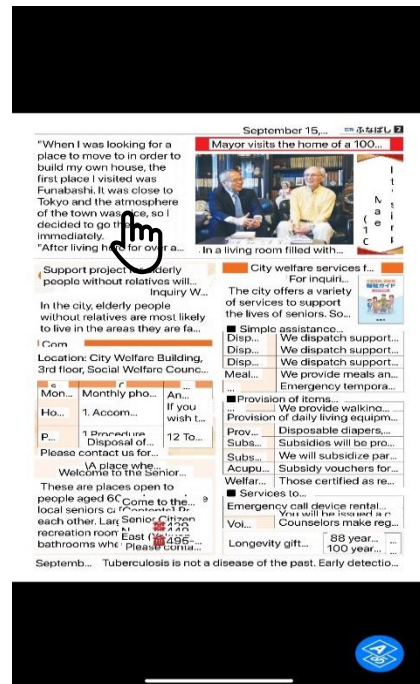 September 15,... ふなばし 2
"When I was looking for a
place to move to in order to
build my own house, the
first place I visited was
Funabashi. It was close to
Tokyo and the atmosphere
of the town was so I
decided to go
immediately.
"After living for over a...
Mayor visits the home of a 100...
In a living room filled with...
Support project
people without relatives will...
Inquiry W...
In the city, elderly people
without relatives are most likely
to live in the areas they are fa...
Location: City Welfare Building,
3rd floor, Social Welfare Counc...
Mon... Monthly pho... An...
Ho... 1. Accom... If you
wish t...
P... 1 Procedure 12 To...
Disposal of...
Please contact us for...
\A place whe...
Welcome to the Senior...
These are places open to
people aged
local seniors
each other.
recreation room
bathrooms
Come to the...
Senior Citizen
East
495-...
Please conta...
City welfare services f...
For inquiri...
The city offers a variety
of services to support
the lives of seniors. So...
■ Simple assistance...
Disp... We dispatch support...
Disp... We dispatch support...
Disp... We dispatch support...
Meal... We provide meals an...
... Emergency tempora...
■Provision of items...
... We provide walking...
Provision of daily living equipm...
Prov... Disposable diapers,...
Subs... Subsidies will be pro...
Subs... We will subsidize par...
Acupu... Subsidy vouchers for...
Welfar... Those certified as re...
■ Services to...
Emergency call device rental...
You will be issued a c
Voi... Counselors make reg...
Longevity gift... 88 year... ...
100 year... ...
Septemb... Tuberculosis is not a disease of the past. Early detectio...